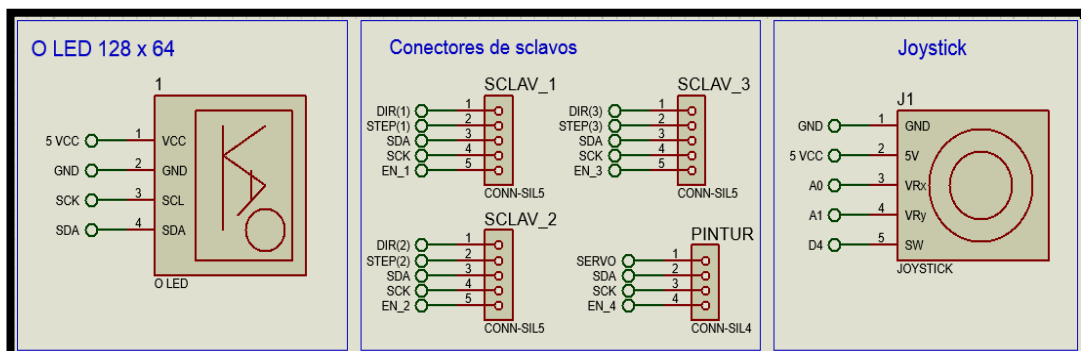 O LED 128 x 64
1
5 VCC 1 VCC
GND 2 GND
SCK 3 SCL
SDA 4 SDA
O LED
Conectores de sclavos
SCLAV_1
DIR(1) 1
STEP(1) 2
SDA 3
SCK 4
EN_1 5
CONN-SIL5
SCLAV_3
DIR(3) 1
STEP(3) 2
SDA 3
SCK 4
EN_3 5
CONN-SIL5
SCLAV_2
DIR(2) 1
STEP(2) 2
SDA 3
SCK 4
EN_2 5
CONN-SIL5
PINTUR
SERVO 1
SDA 2
SCK 3
EN_4 4
CONN-SIL4
Joystick
J1
GND 1 GND
5 VCC 2 5V
A0 3 VRx
A1 4 VRy
D4 5 SW
JOYSTICK